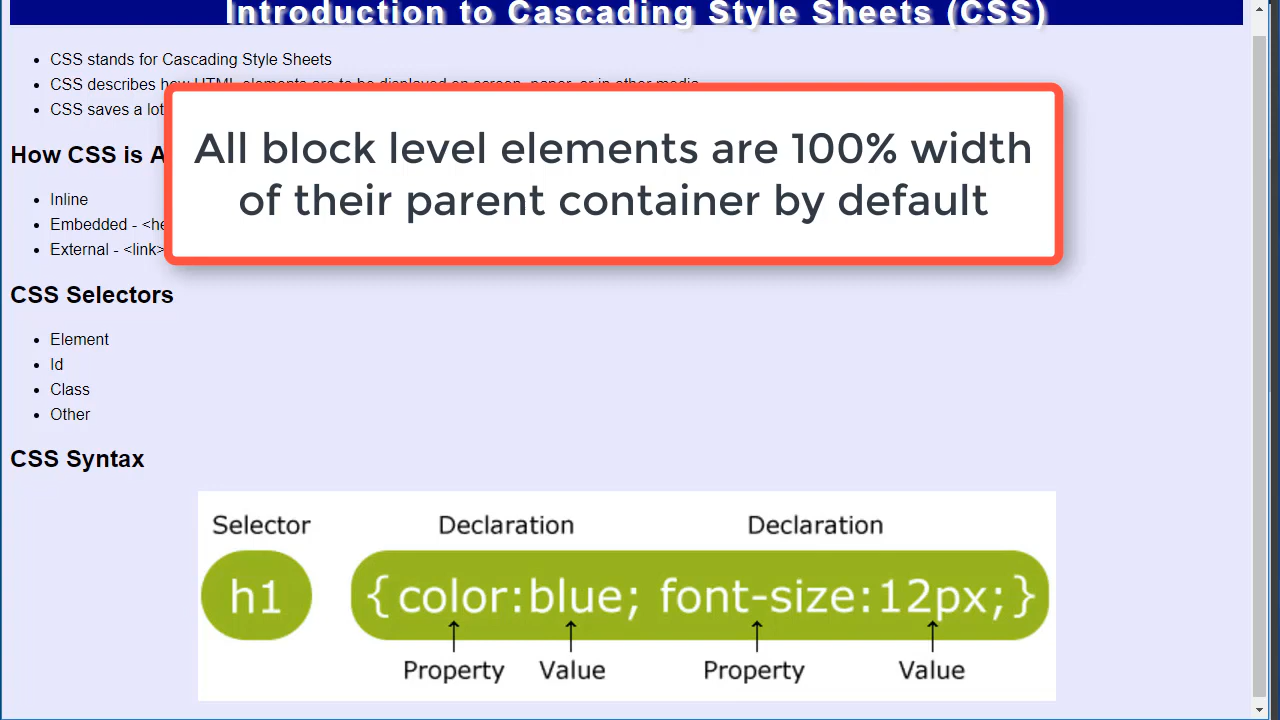 Introduction to Cascading Style Sheets (CSS)
• CSS stands for Cascading Style Sheets
• CSS describes how HTML elements are to be displayed on screen, paper, or in other media
• CSS saves a lot
All block level elements are 100% width
of their parent container by default
How CSS is A
• Inline
• Embedded - <he
• External - <link>
CSS Selectors
• Element
• Id
• Class
• Other
CSS Syntax
Selector Declaration Declaration
h1 {color:blue; font-size:12px;}
Property Value Property Value